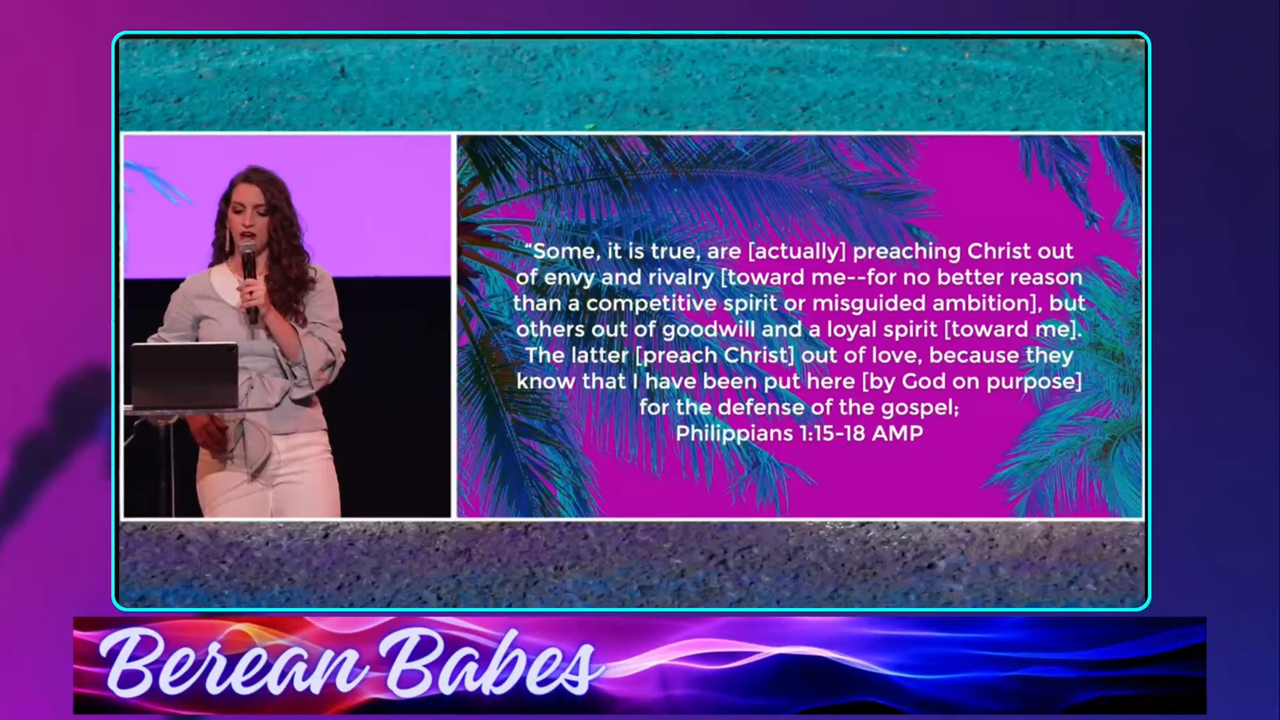 “Some, it is true, are [actually] preaching Christ out
of envy and rivalry [toward me--for no better reason
than a competitive spirit or misguided ambition], but
others out of goodwill and a loyal spirit [toward me].
The latter [preach Christ] out of love, because they
know that I have been put here [by God on purpose]
for the defense of the gospel;
Philippians 1:15-18 AMP
Berean Babes